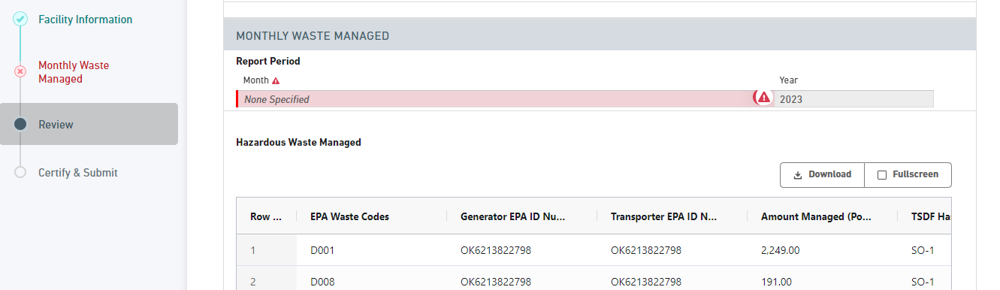 Facility Information
Monthly Waste
Managed
Review
Certify & Submit
MONTHLY WASTE MANAGED
Report Period
Month Year
None Specified 2023
Hazardous Waste Managed
Download Fullscreen
Row ... EPA Waste Codes Generator EPA ID Nu... Transporter EPA ID N... Amount Managed (Po... TSDF Ha
1 D001 OK6213822798 OK6213822798 2,249.00 SO-1
2 D008 OK6213822798 OK6213822798 191.00 SO-1